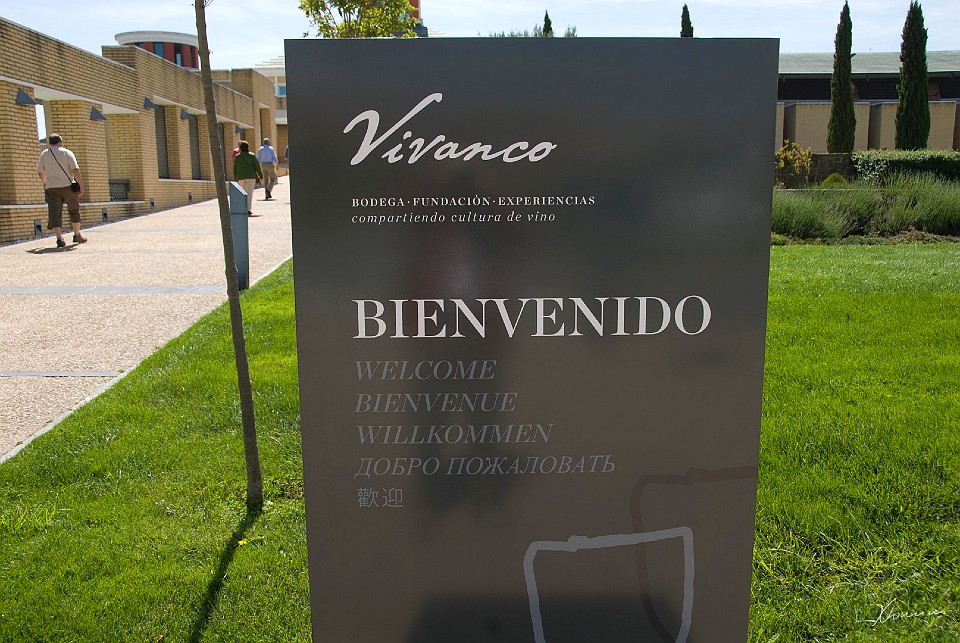 Vivanco
BODEGA·FUNDACIÓN·EXPERIENCIAS
compartiendo cultura de vino
BIENVENIDO
WELCOME
BIENVENUE
WILLKOMMEN
ДОБРО ПОЖАЛОВАТЬ
歡迎